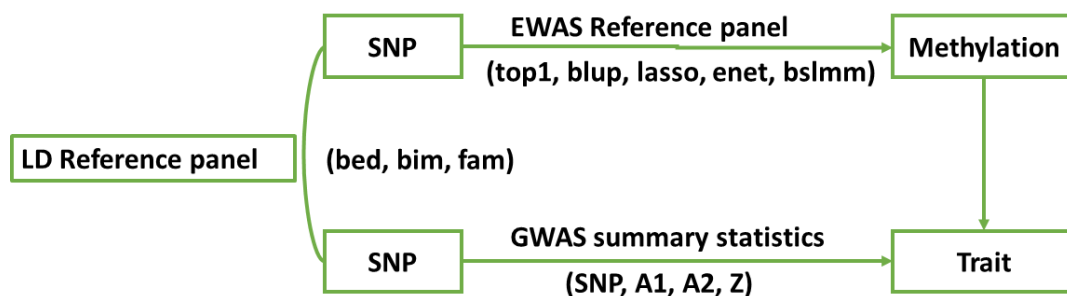 SNP
EWAS Reference panel
(top1, blup, lasso, enet, bslmm)
Methylation
LD Reference panel
(bed, bim, fam)
SNP
GWAS summary statistics
(SNP, A1, A2, Z)
Trait